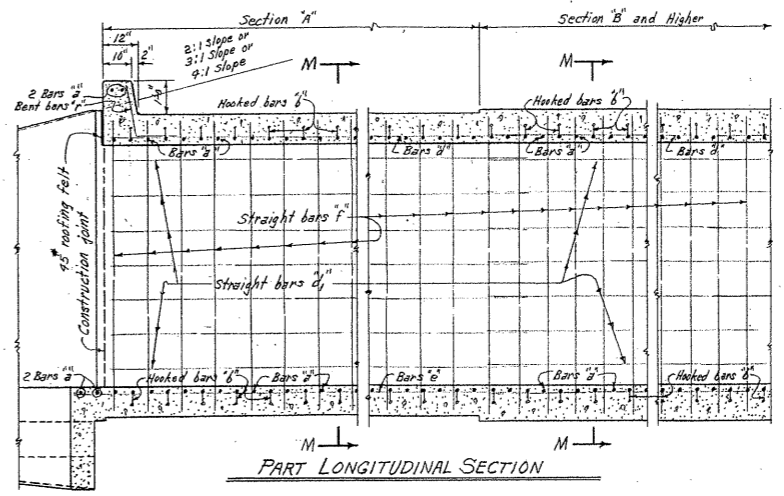 Section "A"
Section "B" and Higher
12"
10"
2"
2:1 Slope or
3:1 Slope or
4:1 Slope
M
M
2 Bars "a"
Bent bars "r"
Hooked bars "b"
Hooked bars "b"
Bars "a"
Bars "d"
Bars "a"
Bars "d"
45# roofing felt
Construction joint
Straight bars "f"
Straight bars "d₁"
2 Bars "a"
Hooked bars "b"
Bars "a"
Bars "e"
Bars "a"
Hooked bars "b"
M
M
PART LONGITUDINAL SECTION